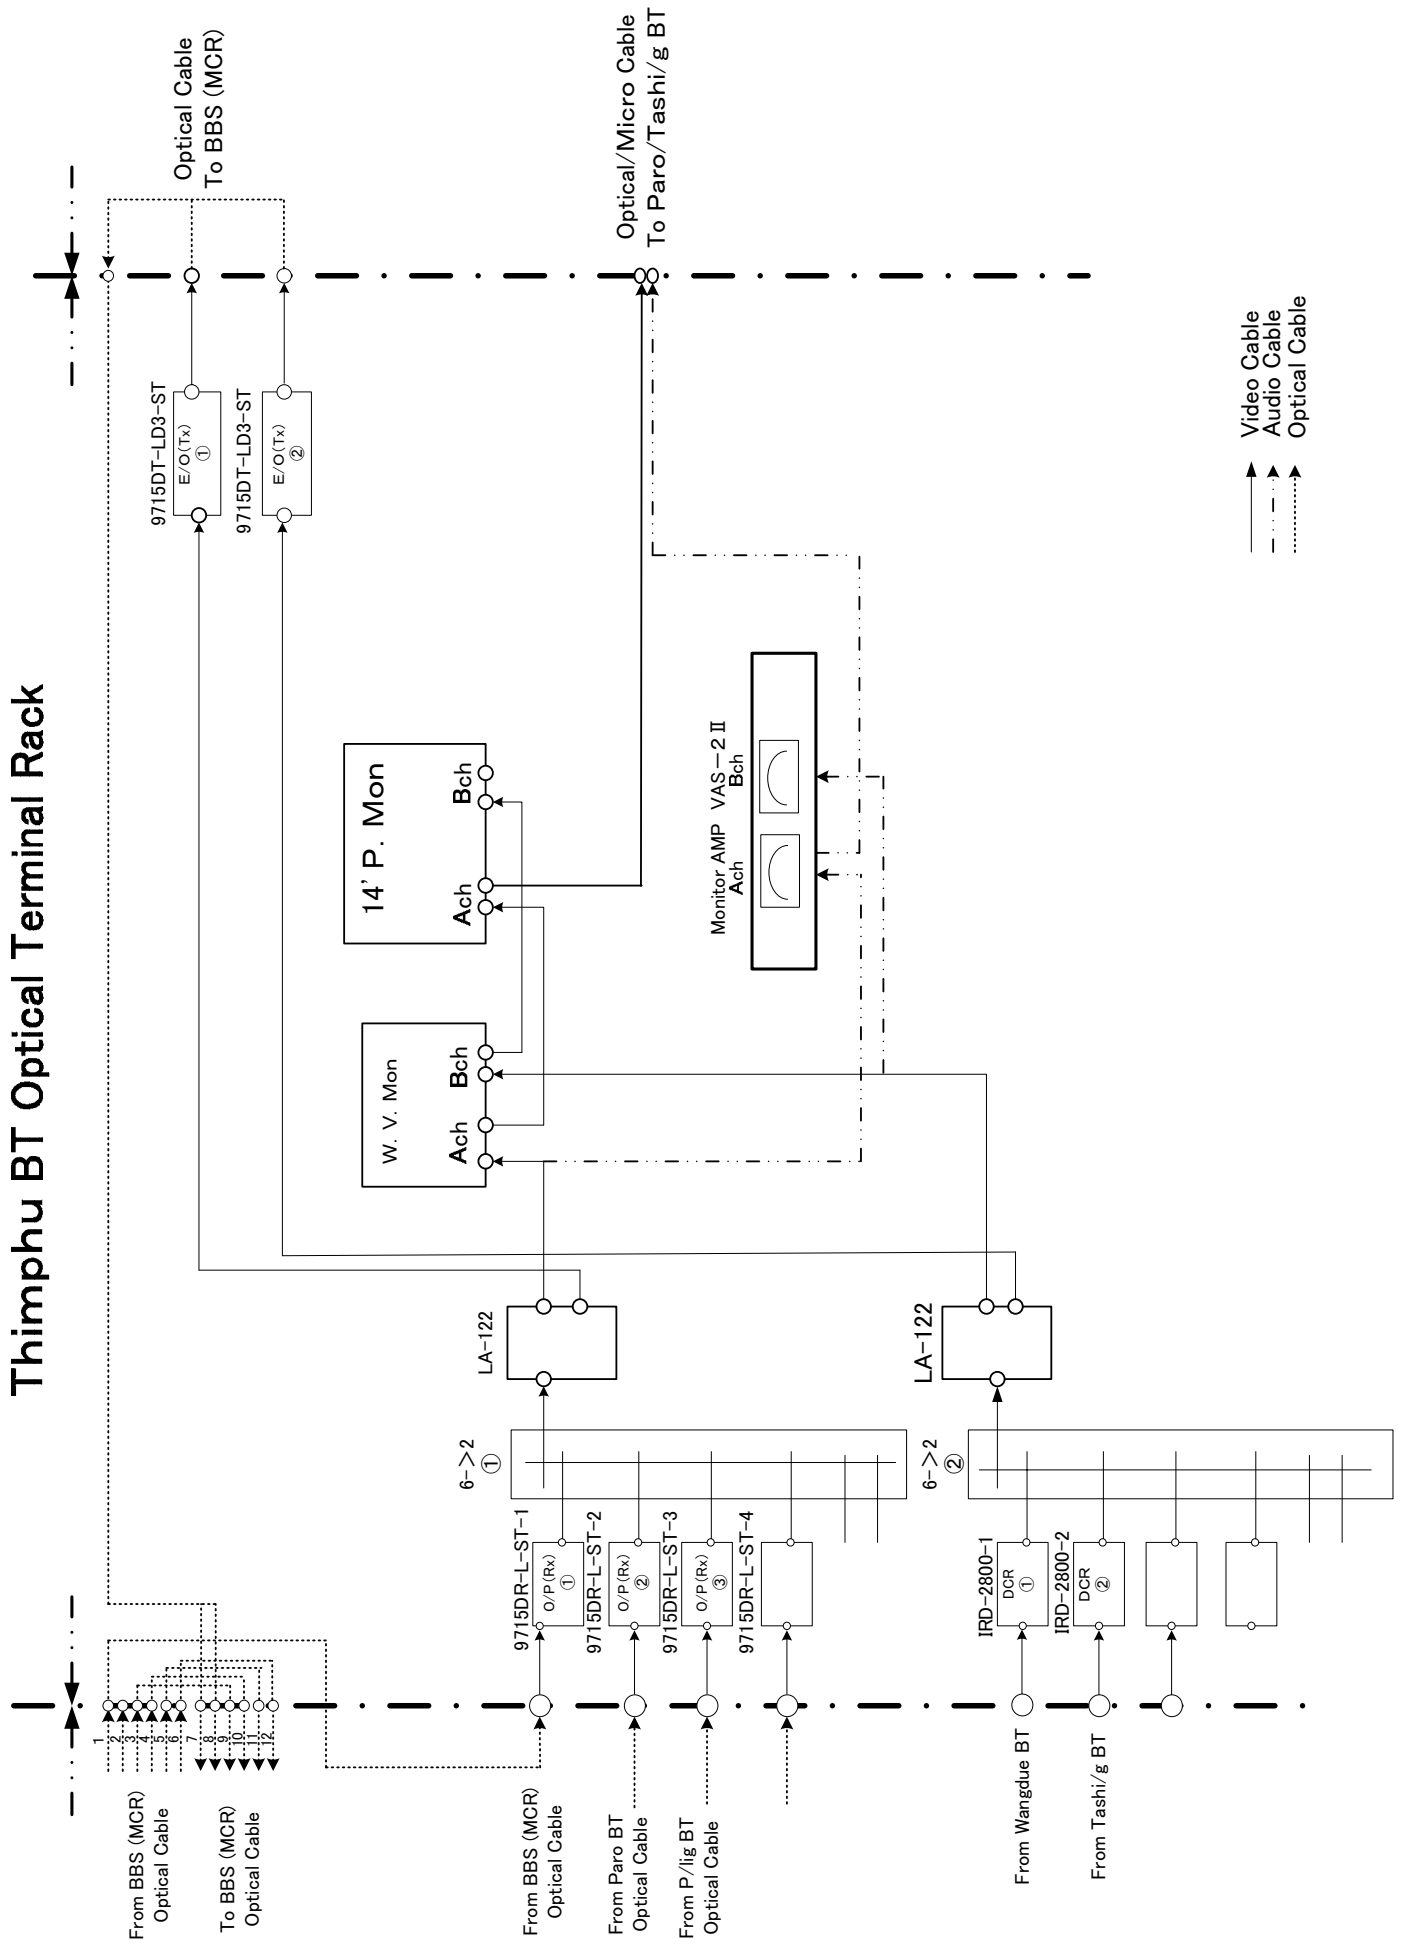 Thimphu BT Optical Terminal Rack
From BBS (MCR)
Optical Cable
To BBS (MCR)
Optical Cable
1
2
3
4
5
6
7
8
9
10
11
12
Optical Cable
To BBS (MCR)
9715DT-LD3-ST
E/O(Tx)
①
9715DT-LD3-ST
E/O(Tx)
②
14' P. Mon
Ach
Bch
W. V. Mon
Ach
Bch
Optical/Micro Cable
To Paro/Tashi/g BT
LA-122
6->2
①
From BBS (MCR)
Optical Cable
9715DR-L-ST-1
O/P(Rx)
①
From Paro BT
Optical Cable
9715DR-L-ST-2
O/P(Rx)
②
From P/lig BT
Optical Cable
9715DR-L-ST-3
O/P(Rx)
③
9715DR-L-ST-4
Monitor AMP VAS-2Ⅱ
Ach
Bch
LA-122
6->2
②
From Wangdue BT
IRD-2800-1
DCR
①
From Tashi/g BT
IRD-2800-2
DCR
②
Video Cable
Audio Cable
Optical Cable